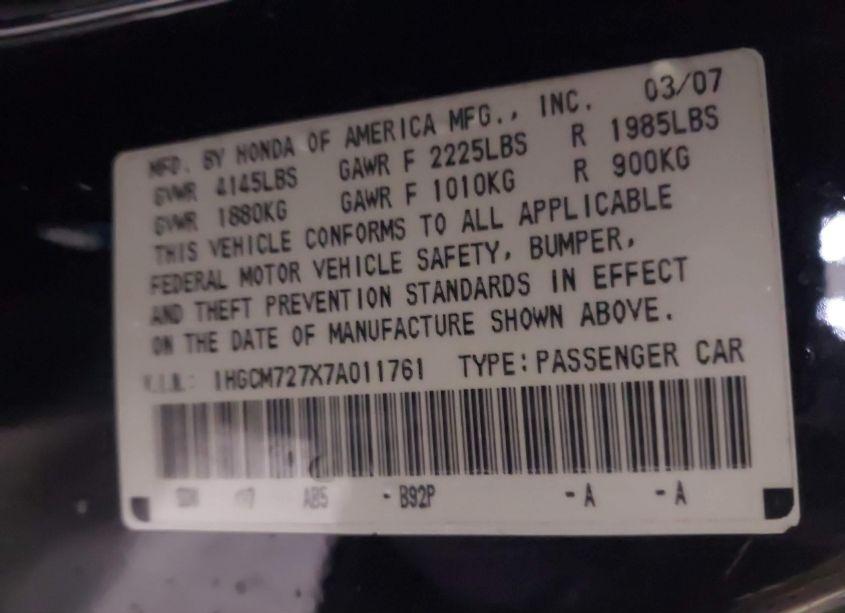 MFD. BY HONDA OF AMERICA MFG., INC. 03/07
GVWR 4145LBS GAWR F 2225LBS R 1985LBS
GVWR 1880KG GAWR F 1010KG R 900KG
THIS VEHICLE CONFORMS TO ALL APPLICABLE
FEDERAL MOTOR VEHICLE SAFETY, BUMPER,
AND THEFT PREVENTION STANDARDS IN EFFECT
ON THE DATE OF MANUFACTURE SHOWN ABOVE.
V.I.N.: 1HGCM727X7A011761 TYPE: PASSENGER CAR
AB5 - B92P - A - A